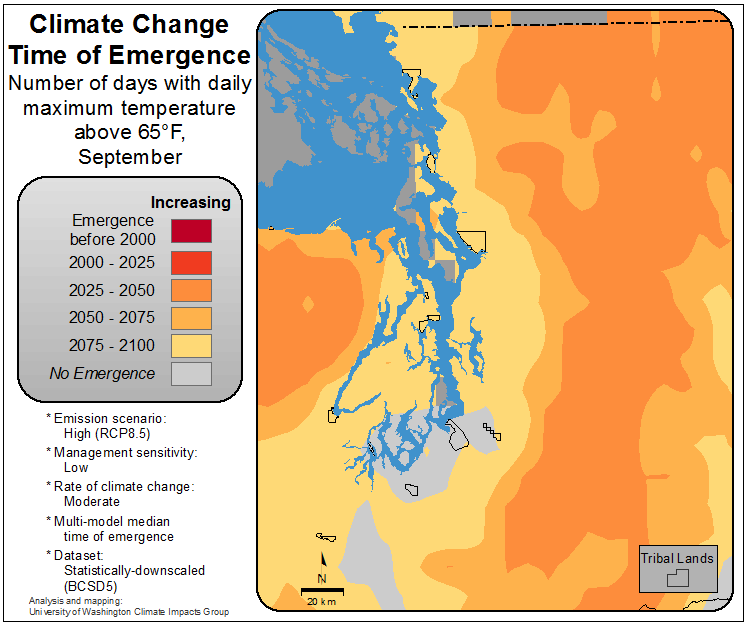 Climate Change
Time of Emergence
Number of days with daily
maximum temperature
above 65°F,
September
Increasing
Emergence
before 2000
2000 - 2025
2025 - 2050
2050 - 2075
2075 - 2100
No Emergence
* Emission scenario:
High (RCP8.5)
* Management sensitivity:
Low
* Rate of climate change:
Moderate
* Multi-model median
time of emergence
* Dataset:
Statistically-downscaled
(BCSD5)
Analysis and mapping:
University of Washington Climate Impacts Group
N
20 km
Tribal Lands